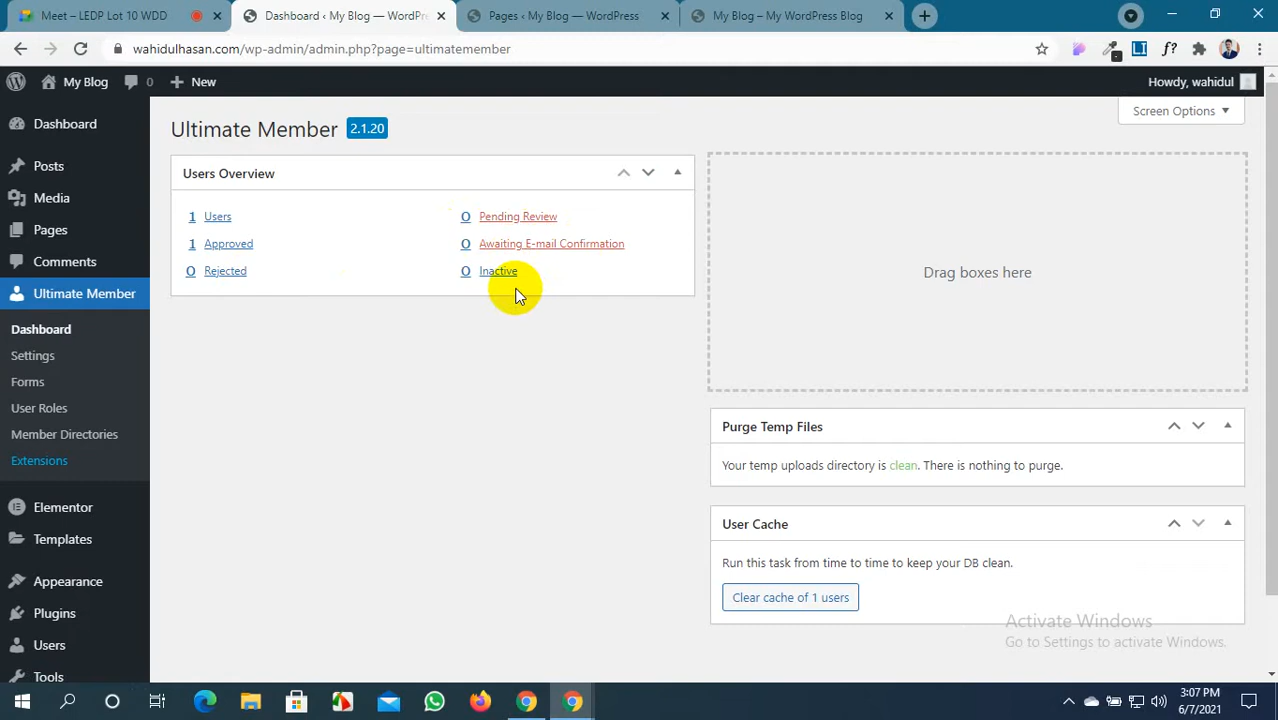 Meet – LEDP Lot 10 WDD
Dashboard ‹ My Blog — WordPr
Pages ‹ My Blog — WordPress
My Blog – My WordPress Blog
wahidulhasan.com/wp-admin/admin.php?page=ultimatemember
My Blog
0
New
Howdy, wahidul
Screen Options
Dashboard
Posts
Media
Pages
Comments
Ultimate Member
Dashboard
Settings
Forms
User Roles
Member Directories
Extensions
Elementor
Templates
Appearance
Plugins
Users
Tools
Ultimate Member 2.1.20
Users Overview
1 Users
0 Pending Review
1 Approved
0 Awaiting E-mail Confirmation
0 Rejected
0 Inactive
Drag boxes here
Purge Temp Files
Your temp uploads directory is clean. There is nothing to purge.
User Cache
Run this task from time to time to keep your DB clean.
Clear cache of 1 users
Activate Windows
Go to Settings to activate Windows.
3:07 PM
6/7/2021